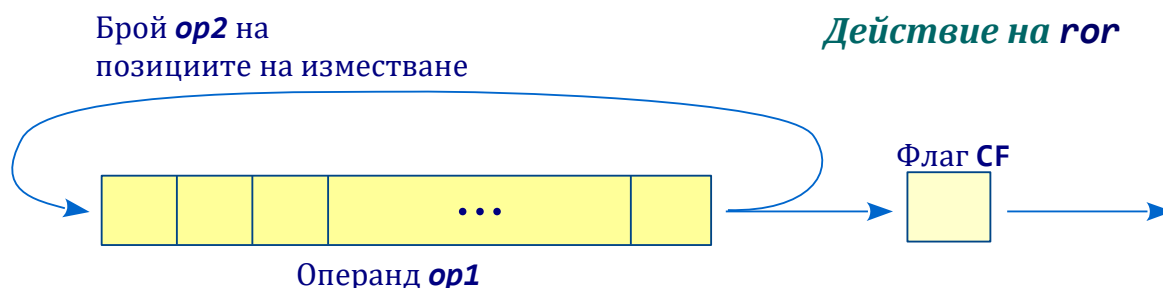 Брой op2 на
позициите на изместване
Действие на ror
Флаг CF
...
Операнд op1